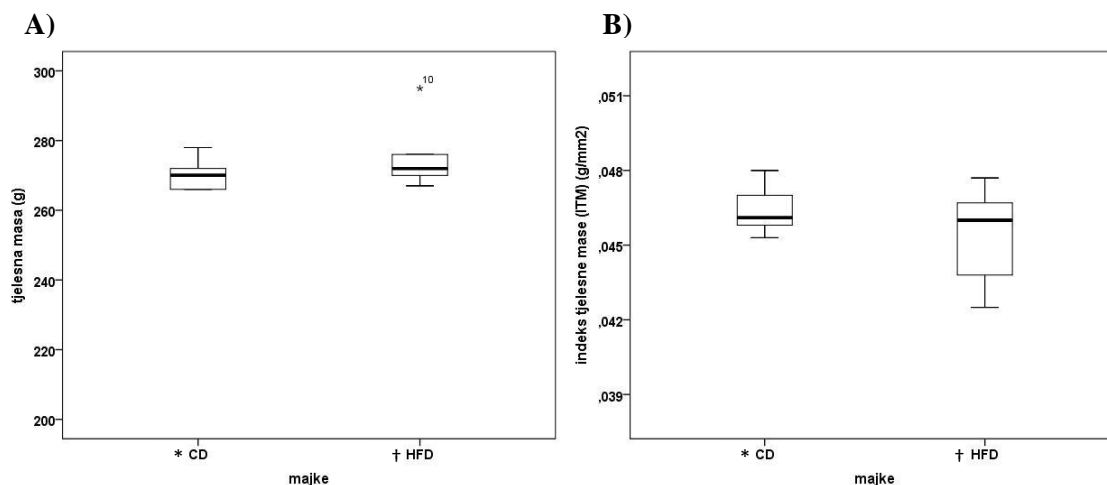 A)
tjelesna masa (g)
300
280
260
240
220
200
*10
* CD
† HFD
majke
B)
indeks tjelesne mase (ITM) (g/mm2)
,051
,048
,045
,042
,039
* CD
† HFD
majke